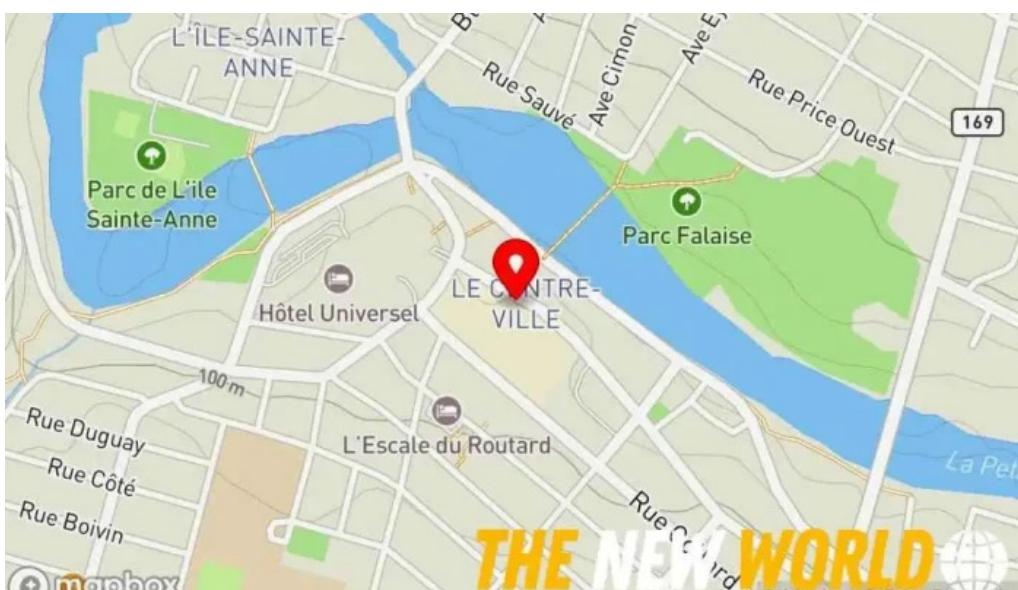 L'ÎLE-SAINTE-
ANNE
Rue Sauvé
Ave Cimon
Rue Price Ouest
169
Parc de L'île
Sainte-Anne
Parc Falaise
LE CENTRE-
VILLE
Hôtel Universel
100 m
L'Escale du Routard
Rue Duguay
Rue Côté
Rue Boivin
THE NEW WORLD
mapbox